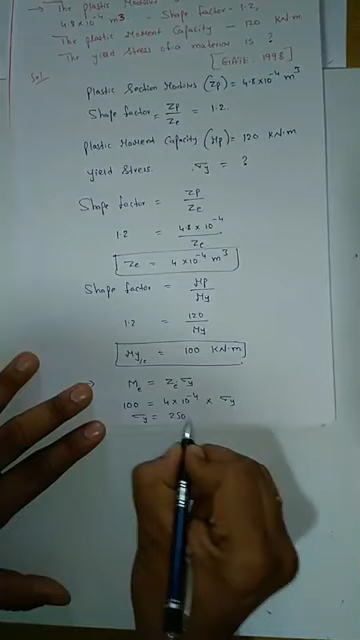 → The Plastic Modulus of
4.8 x 10⁻⁴ m³. Shape factor - 1.2,
The plastic Moment Capacity - 120 KN.m
The yield stress of a material is ?
[GATE : 1998]
Sol
plastic Section Modulus (Zp) = 4.8 x 10⁻⁴ m³
Shape factor = Zp/Ze = 1.2.
plastic Moment Capacity (Mp) = 120 KN.m
yield Stress. σy = ?
Shape factor = Zp/Ze
1.2 = 4.8 x 10⁻⁴/Ze
Ze = 4 x 10⁻⁴ m³
Shape factor = Mp/My
1.2 = 120/My
My/e = 100 KN.m
→ Me = Ze σy
100 = 4 x 10⁻⁴ x σy
σy = 250